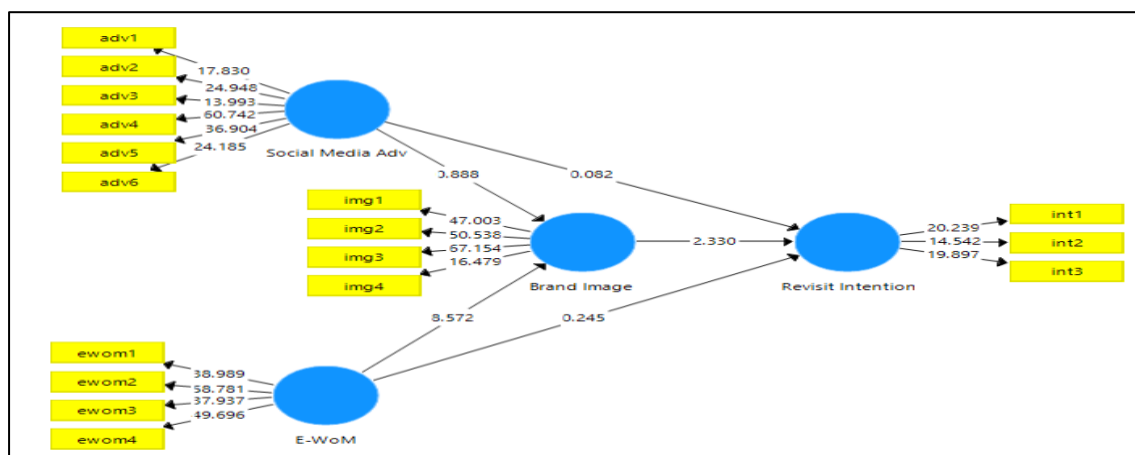 adv1
adv2
adv3
adv4
adv5
adv6
17.830
24.948
13.993
60.742
36.904
24.185
Social Media Adv
0.888
0.082
img1
img2
img3
img4
47.003
50.538
67.154
16.479
Brand Image
2.330
Revisit Intention
20.239
14.542
19.897
int1
int2
int3
8.572
0.245
ewom1
ewom2
ewom3
ewom4
38.989
37.937
49.696
E-WoM